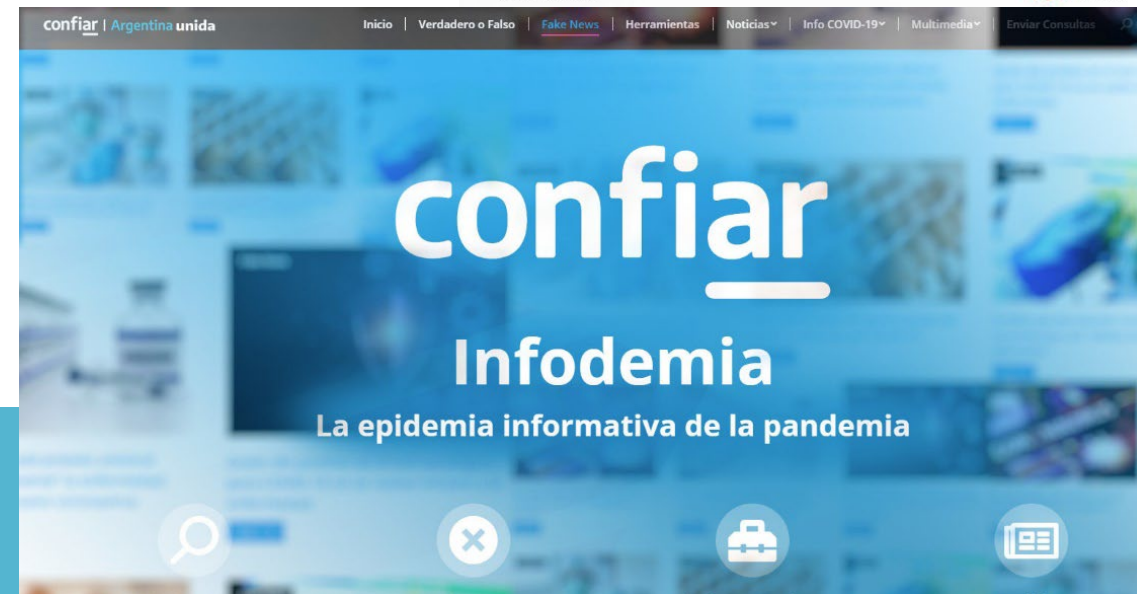 confiar | Argentina unida
Inicio | Verdadero o Falso | Fake News | Herramientas | Noticias | Info COVID-19 | Multimedia | Enviar Consultas
confiar
Infodemia
La epidemia informativa de la pandemia